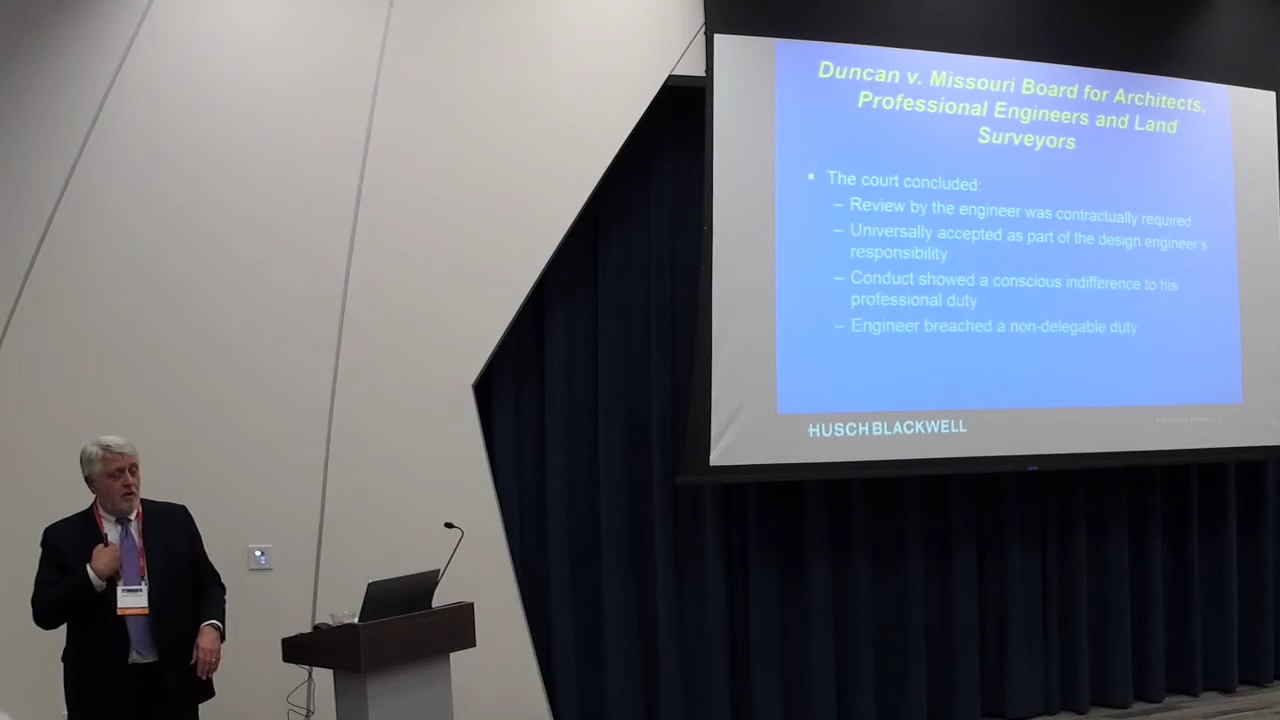 Duncan v. Missouri Board for Architects,
Professional Engineers and Land
Surveyors
▪ The court concluded:
– Review by the engineer was contractually required
– Universally accepted as part of the design engineer's
responsibility
– Conduct showed a conscious indifference to his
professional duty
– Engineer breached a non-delegable duty
HUSCH BLACKWELL